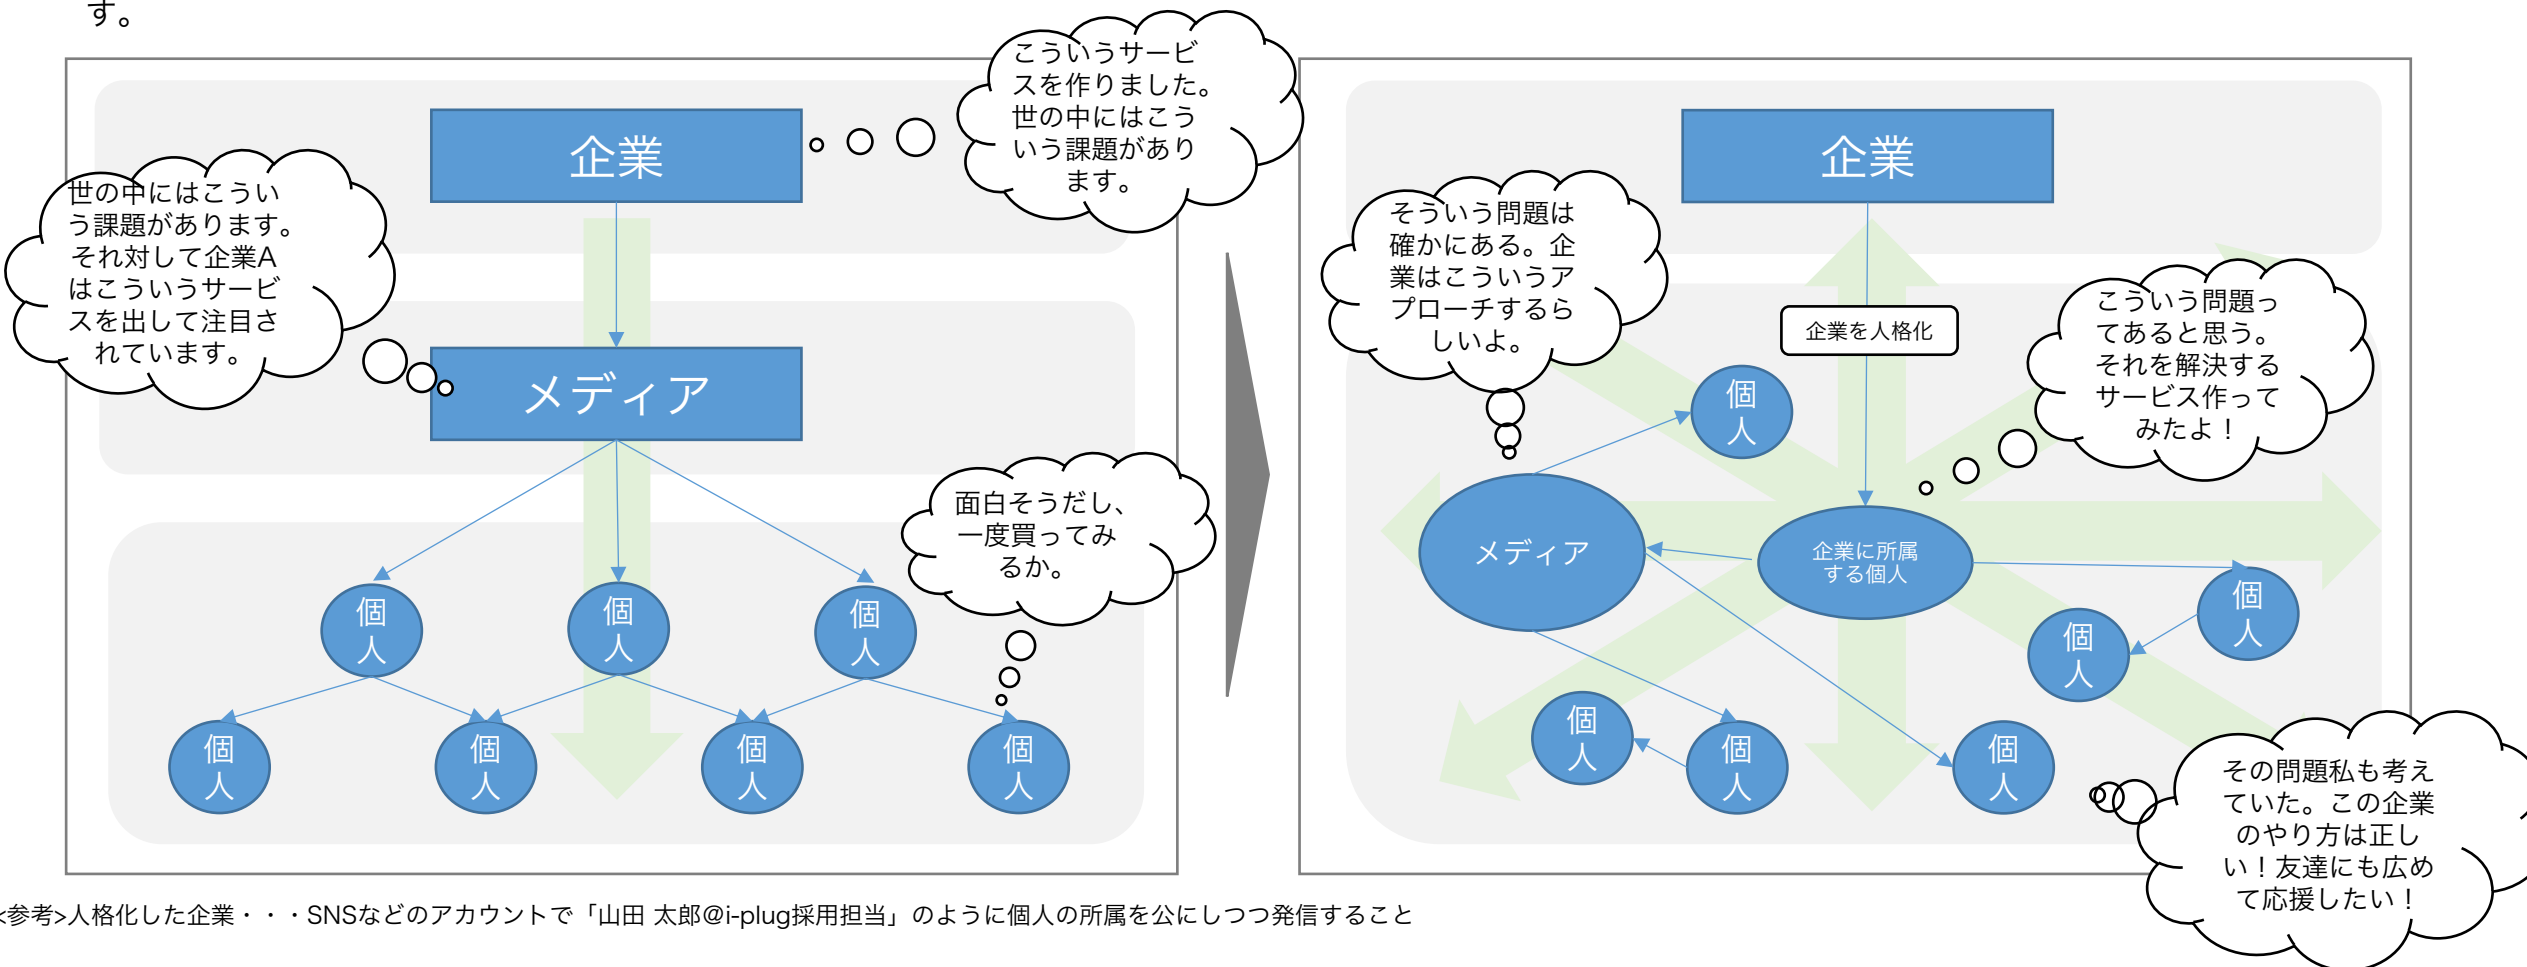 す。
企業
こういうサービ
スを作りました。
世の中にはこう
いう課題があり
ます。
世の中にはこうい
う課題があります。
それ対して企業A
はこういうサービ
スを出して注目さ
れています。
メディア
面白そうだし、
一度買ってみ
るか。
個
人
個
人
個
人
個
人
個
人
個
人
個
人
企業
そういう問題は
確かにある。企
業はこういうア
プローチするら
しいよ。
企業を人格化
こういう問題っ
てあると思う。
それを解決する
サービス作って
みたよ！
個
人
メディア
企業に所属
する個人
個
人
個
人
個
人
個
人
個
人
その問題私も考え
ていた。この企業
のやり方は正し
い！友達にも広め
て応援したい！
<参考>人格化した企業・・・SNSなどのアカウントで「山田 太郎@i-plug採用担当」のように個人の所属を公にしつつ発信すること